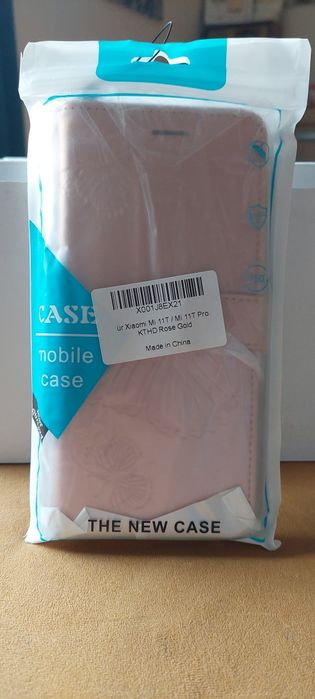 CASE
mobile
case
X001J8EX21
ür Xiaomi Mi 11T / Mi 11T Pro
KTHD Rose Gold
Made in China
THE NEW CASE